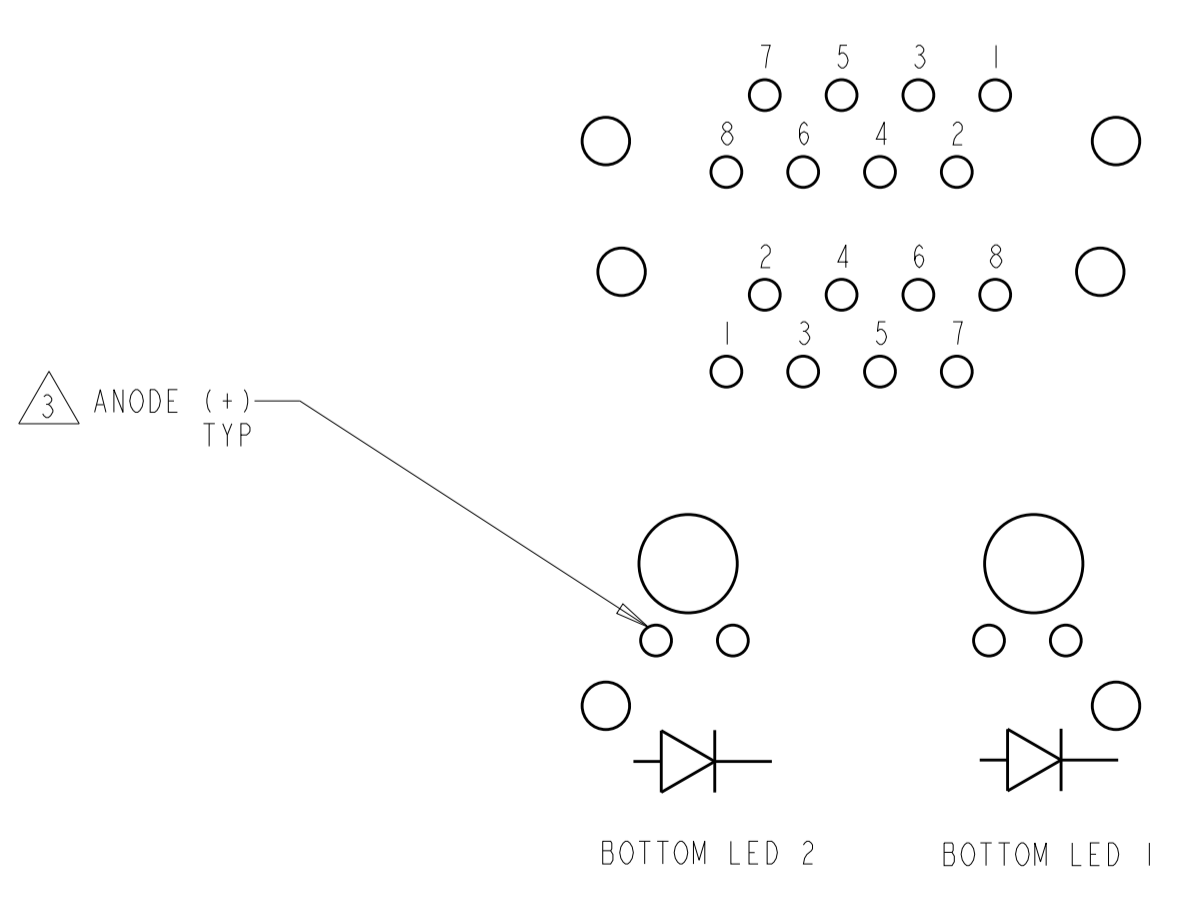 7 5 3 1
8 6 4 2
2 4 6 8
1 3 5 7
3 ANODE (+)
TYP
BOTTOM LED 2
BOTTOM LED 1